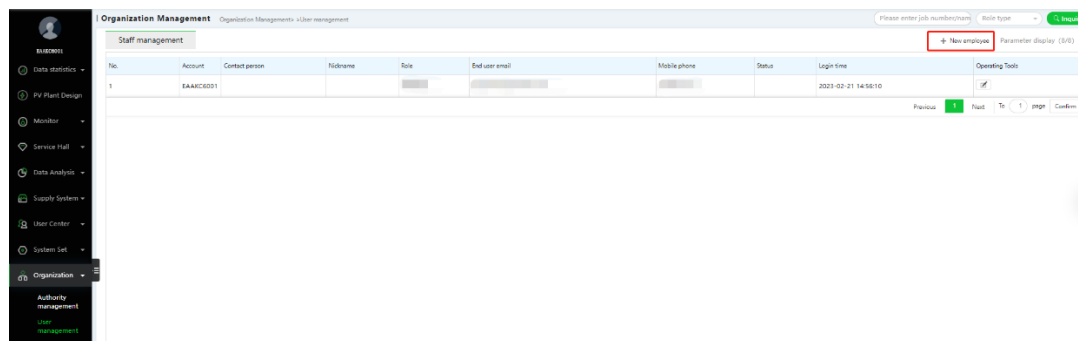 Organization Management Organization Management> >User management
Please enter job number/nam Role type Inqui
EAAKC6001
Staff management
+ New employee Parameter display (8/0)
Data statistics
No. Account Contact person Nickname Role End user email Mobile phone Status Login time Operating Tools
1 EAAKC6001 2023-02-21 14:56:10
PV Plant Design
Previous 1 Next To 1 page Confirm
Monitor
Service Hall
Data Analysis
Supply System
User Center
System Set
Organization
Authority
management
User
management